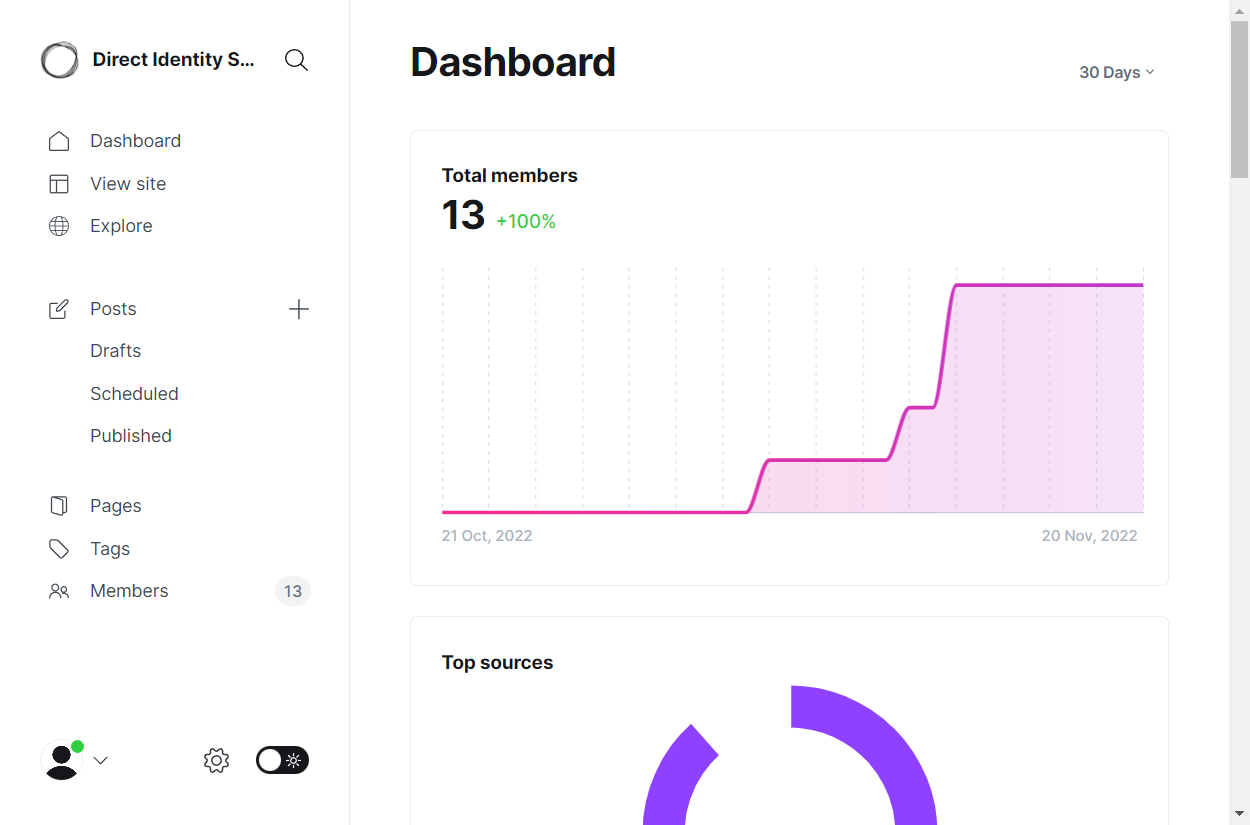 Direct Identity S...
Dashboard
View site
Explore
Posts
Drafts
Scheduled
Published
Pages
Tags
Members 13
Dashboard
30 Days
Total members
13 +100%
21 Oct, 2022 20 Nov, 2022
Top sources